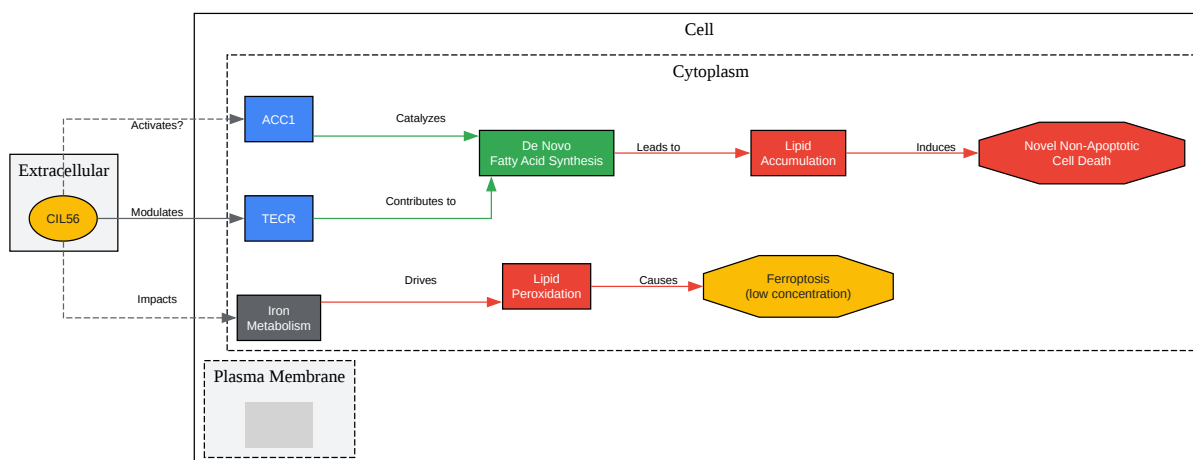 Cell
Cytoplasm
ACC1
Catalyzes
Activates?
De Novo
Fatty Acid Synthesis
Leads to
Lipid
Accumulation
Induces
Novel Non-Apoptotic
Cell Death
Extracellular
CIL56
Modulates
TECR
Contributes to
Impacts
Iron
Metabolism
Drives
Lipid
Peroxidation
Causes
Ferroptosis
(low concentration)
Plasma Membrane